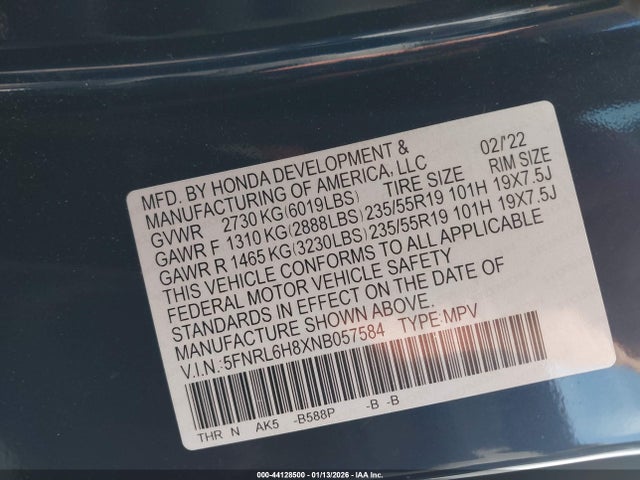 MFD. BY HONDA DEVELOPMENT & 02/'22
MANUFACTURING OF AMERICA, LLC
GVWR 2730 KG(6019LBS) TIRE SIZE RIM SIZE
GAWR F 1310 KG(2888LBS) 235/55R19 101H 19X7.5J
GAWR R 1465 KG(3230LBS) 235/55R19 101H 19X7.5J
THIS VEHICLE CONFORMS TO ALL APPLICABLE
FEDERAL MOTOR VEHICLE SAFETY
STANDARDS IN EFFECT ON THE DATE OF
MANUFACTURE SHOWN ABOVE.
V.I.N.:5FNRL6H8XNB057584 TYPE:MPV
THR N AK5 -B588P -B -B
000-44128500 - 01/13/2026 - IAA Inc.